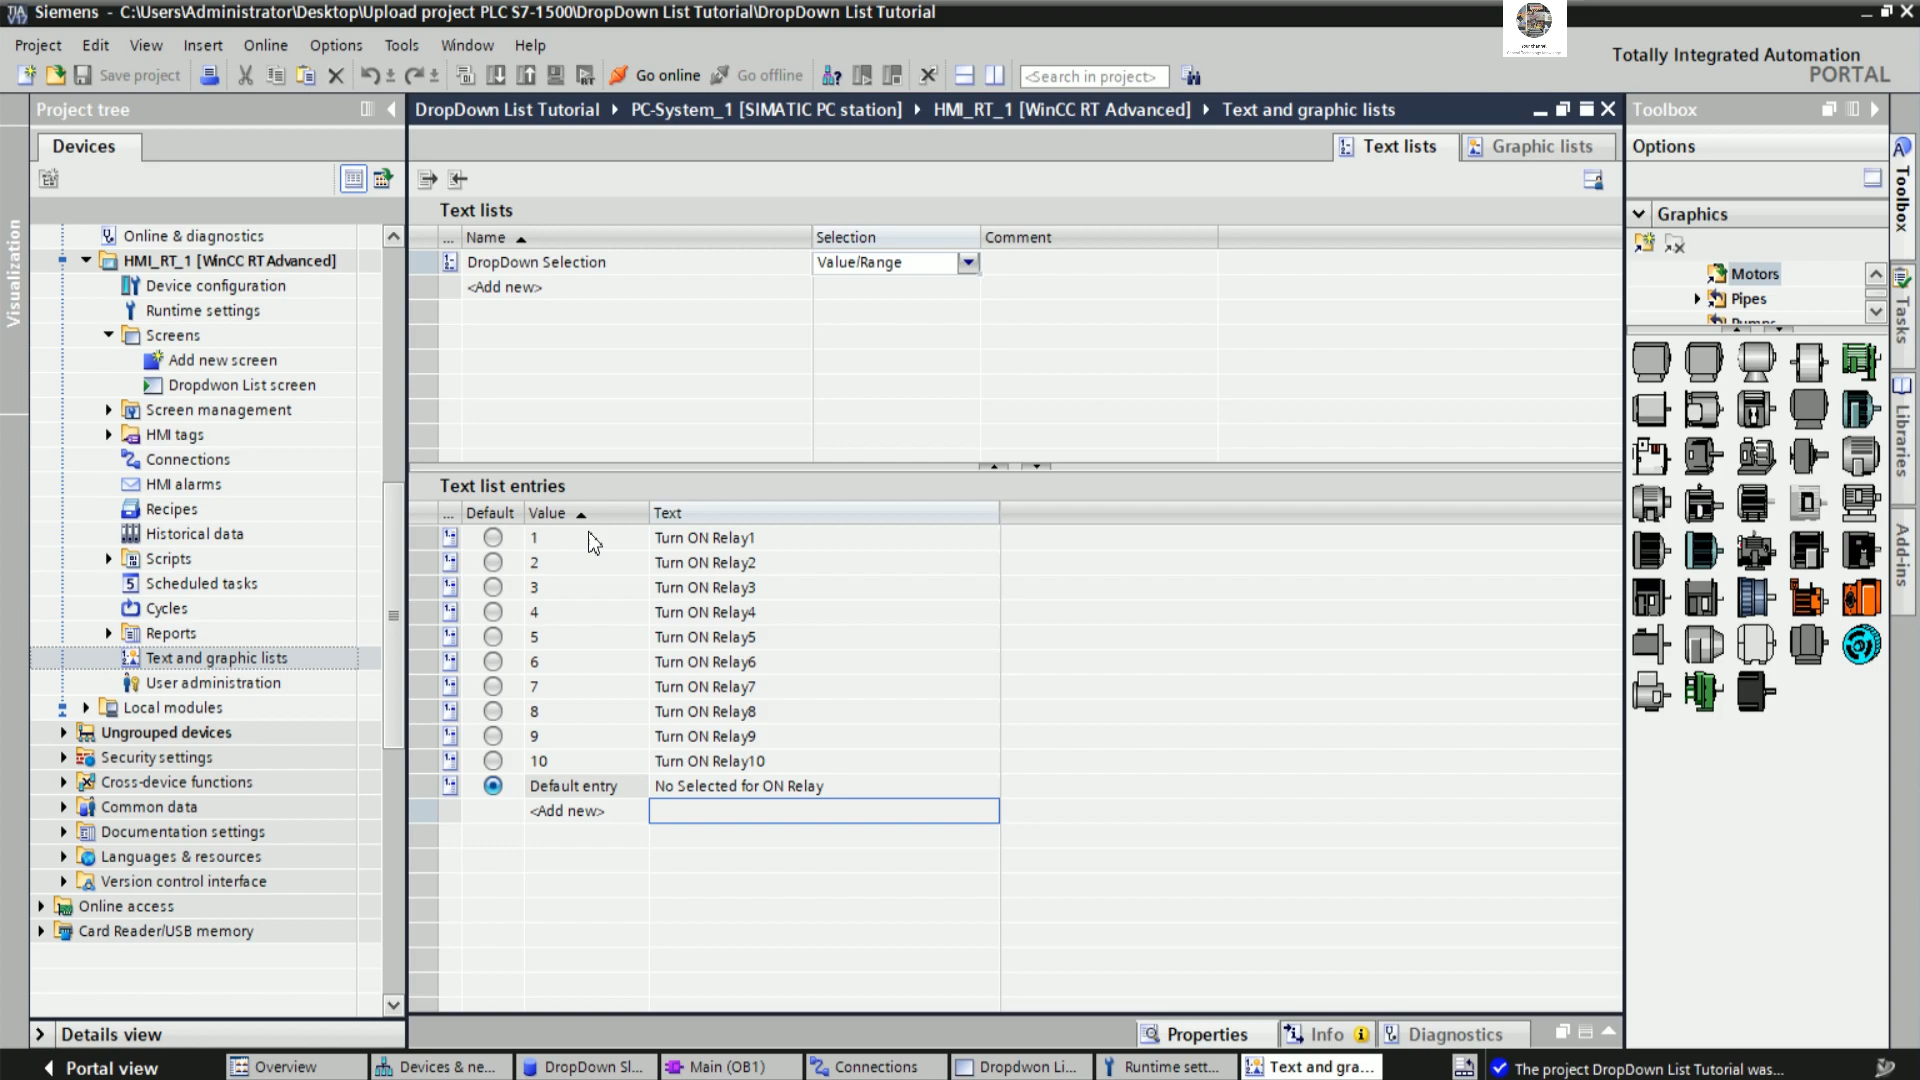 Siemens - C:\Users\Administrator\Desktop\Upload project PLC S7-1500\DropDown List Tutorial\DropDown List Tutorial
Project Edit View Insert Online Options Tools Window Help
Totally Integrated Automation
PORTAL
Save project
Go online
Go offline
<Search in project>
Project tree
DropDown List Tutorial
PC-System_1 [SIMATIC PC station]
HMI_RT_1 [WinCC RT Advanced]
Text and graphic lists
Toolbox
Devices
Text lists
Graphic lists
Options
Visualization
Online & diagnostics
HMI_RT_1 [WinCC RT Advanced]
Device configuration
Runtime settings
Screens
Add new screen
Dropdwon List screen
Screen management
HMI tags
Connections
HMI alarms
Recipes
Historical data
Scripts
Scheduled tasks
Cycles
Reports
Text and graphic lists
User administration
Local modules
Ungrouped devices
Security settings
Cross-device functions
Common data
Documentation settings
Languages & resources
Version control interface
Online access
Card Reader/USB memory
Details view
Text lists
... Name Selection Comment
DropDown Selection Value/Range
<Add new>
Text list entries
... Default Value Text
1 Turn ON Relay1
2 Turn ON Relay2
3 Turn ON Relay3
4 Turn ON Relay4
5 Turn ON Relay5
6 Turn ON Relay6
7 Turn ON Relay7
8 Turn ON Relay8
9 Turn ON Relay9
10 Turn ON Relay10
Default entry No Selected for ON Relay
<Add new>
Graphics
Motors
Pipes
Toolbox
Tasks
Libraries
Add-ins
Properties
Info
Diagnostics
Portal view
Overview
Devices & ne...
DropDown Sl...
Main (OB1)
Connections
Dropdwon Li...
Runtime sett...
Text and gra...
The project DropDown List Tutorial was...